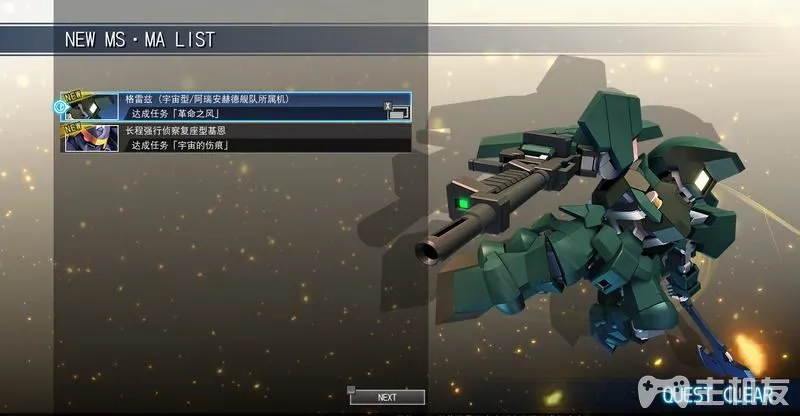 NEW MS・MA LIST
NEW
格雷兹（宇宙型/阿瑞安赫德舰队所属机）
达成任务「革命之风」
X
NEW
长程强行侦察复座型基恩
达成任务「宇宙的伤痕」
NEXT
QUEST CLEAR
主机友